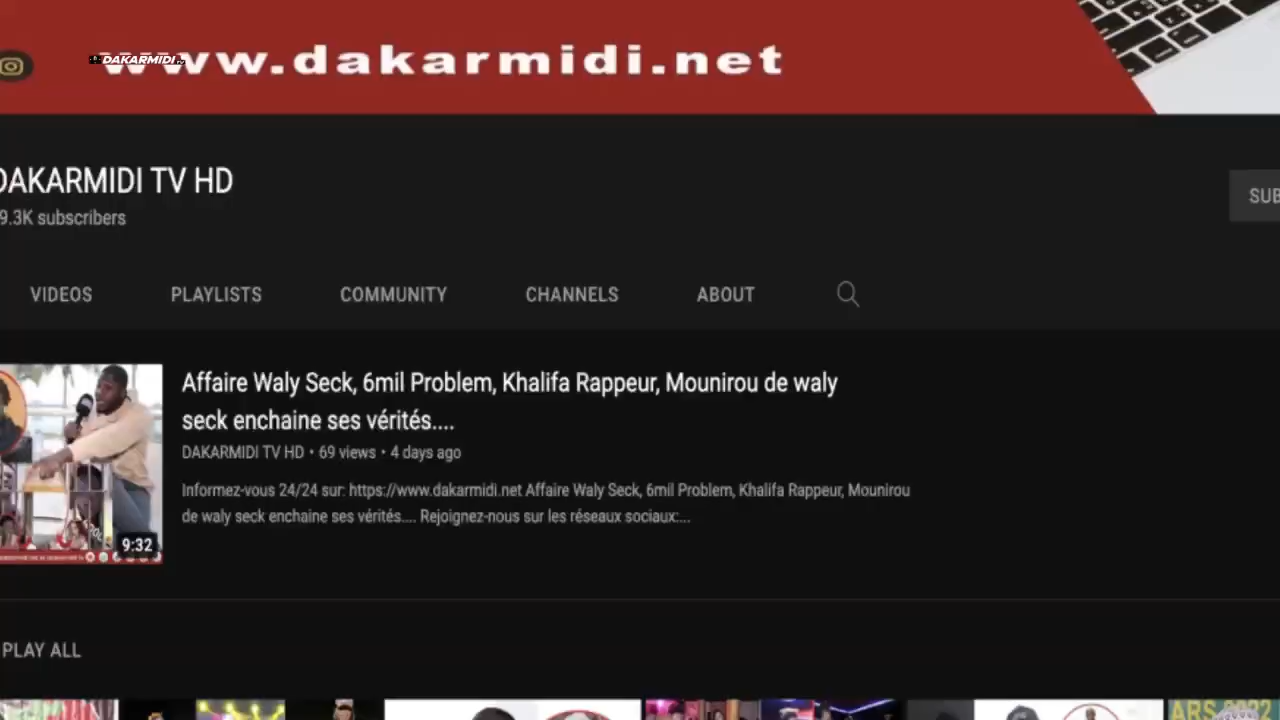 www.dakarmidi.net
DAKARMIDI
DAKARMIDI TV HD
9.3K subscribers
SUB
VIDEOS PLAYLISTS COMMUNITY CHANNELS ABOUT
Affaire Waly Seck, 6mil Problem, Khalifa Rappeur, Mounirou de waly
seck enchaine ses vérités....
DAKARMIDI TV HD • 69 views • 4 days ago
Informez-vous 24/24 sur: https://www.dakarmidi.net Affaire Waly Seck, 6mil Problem, Khalifa Rappeur, Mounirou
de waly seck enchaine ses vérités.... Rejoignez-nous sur les réseaux sociaux:...
9:32
PLAY ALL